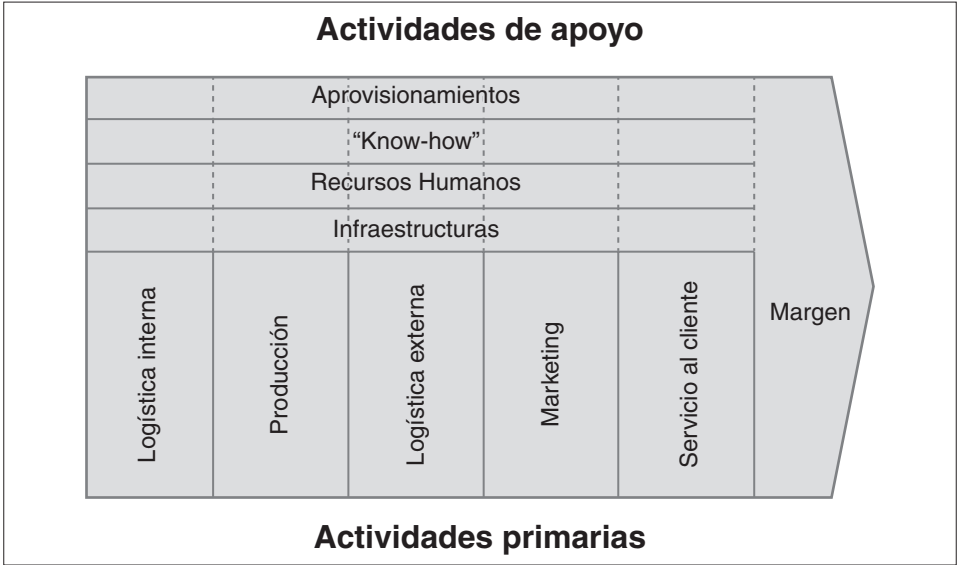 Actividades de apoyo
Aprovisionamientos
“Know-how”
Recursos Humanos
Infraestructuras
Logística interna
Producción
Logística externa
Marketing
Servicio al cliente
Margen
Actividades primarias